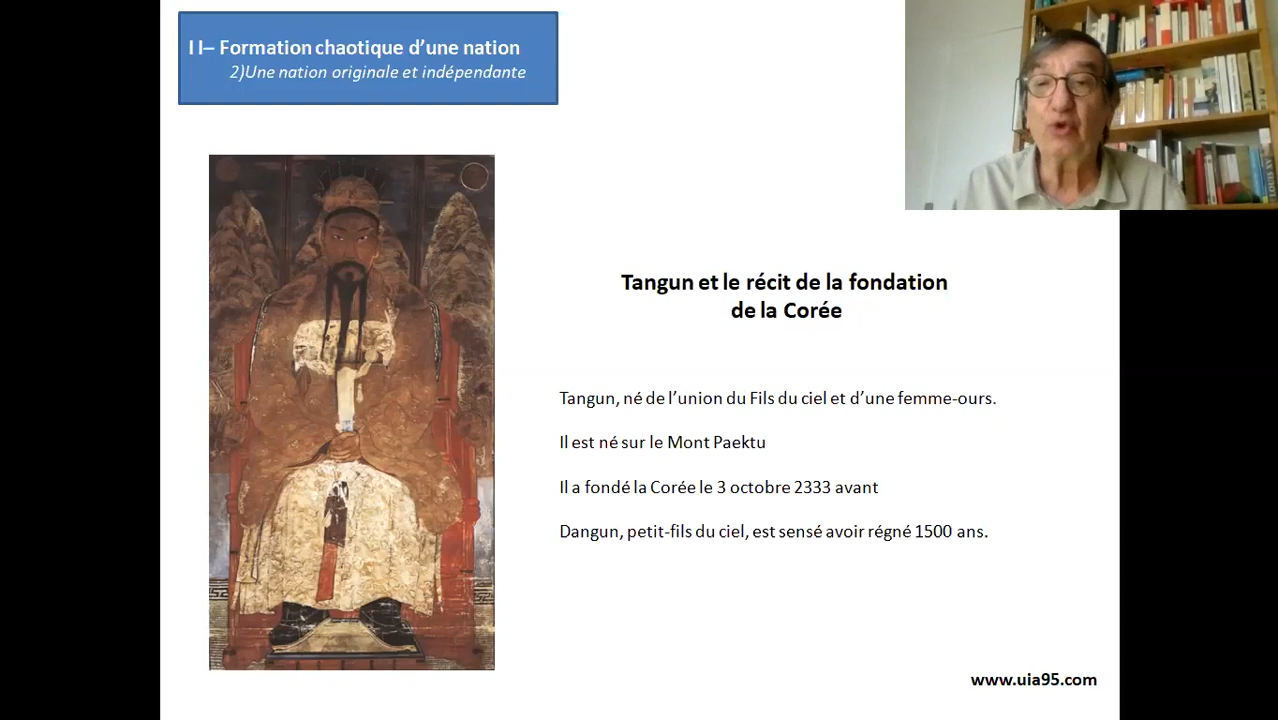 I I– Formation chaotique d’une nation
2)Une nation originale et indépendante
Tangun et le récit de la fondation
de la Corée
Tangun, né de l’union du Fils du ciel et d’une femme-ours.
Il est né sur le Mont Paektu
Il a fondé la Corée le 3 octobre 2333 avant
Dangun, petit-fils du ciel, est sensé avoir régné 1500 ans.
www.uia95.com
LOUIS XV